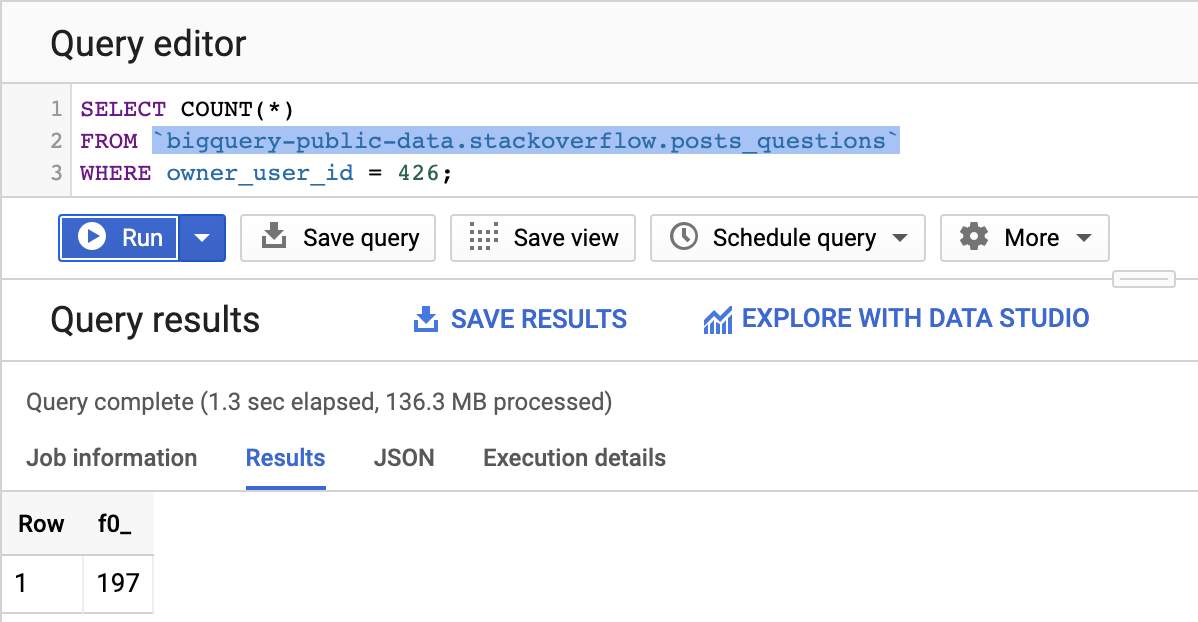 Query editor
1 SELECT COUNT(*)
2 FROM `bigquery-public-data.stackoverflow.posts_questions`
3 WHERE owner_user_id = 426;
Run Save query Save view Schedule query More
Query results SAVE RESULTS EXPLORE WITH DATA STUDIO
Query complete (1.3 sec elapsed, 136.3 MB processed)
Job information Results JSON Execution details
Row f0_
1 197